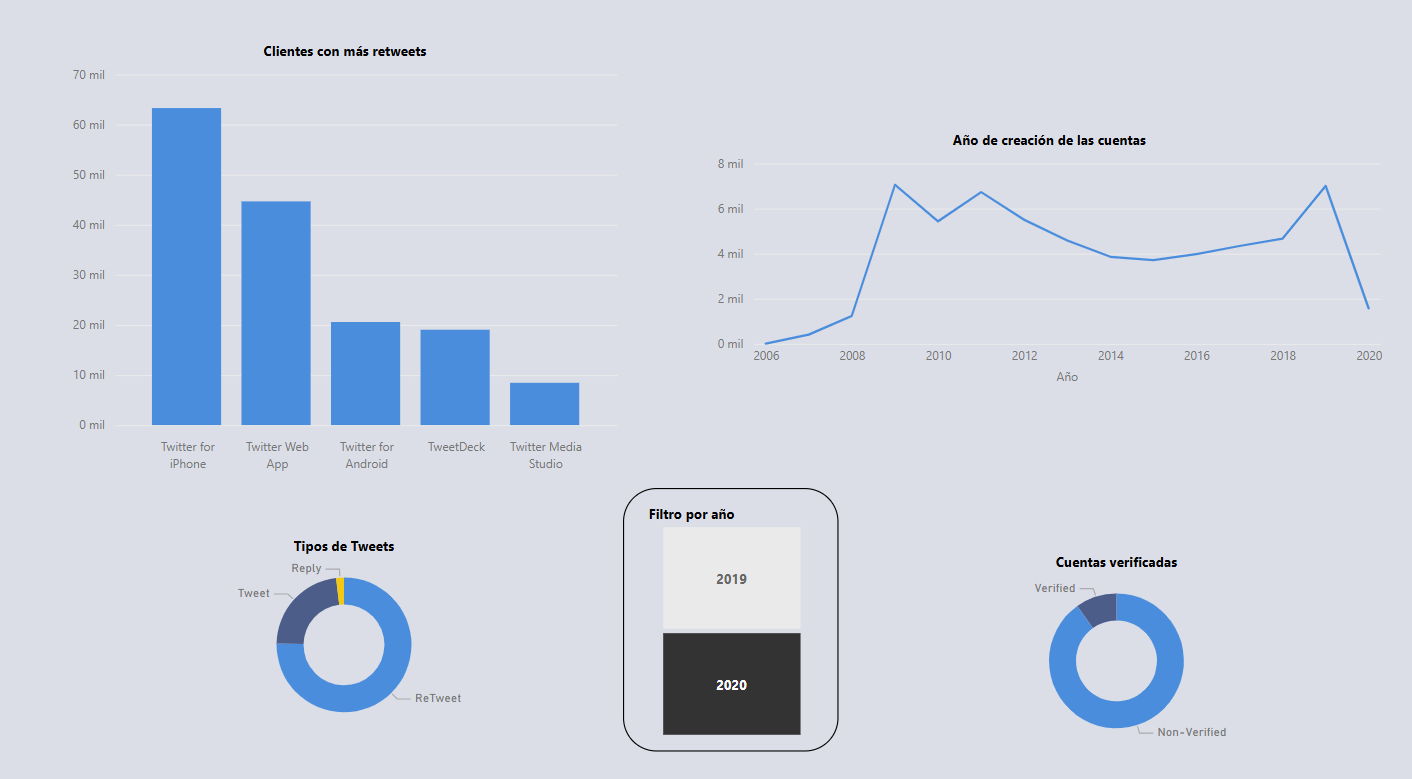 Clientes con más retweets
70 mil
60 mil
50 mil
40 mil
30 mil
20 mil
10 mil
0 mil
Twitter for
iPhone
Twitter Web
App
Twitter for
Android
TweetDeck
Twitter Media
Studio
Año de creación de las cuentas
8 mil
6 mil
4 mil
2 mil
0 mil
2006
2008
2010
2012
2014
2016
2018
2020
Año
Tipos de Tweets
Reply
Tweet
ReTweet
Filtro por año
2019
2020
Cuentas verificadas
Verified
Non-Verified